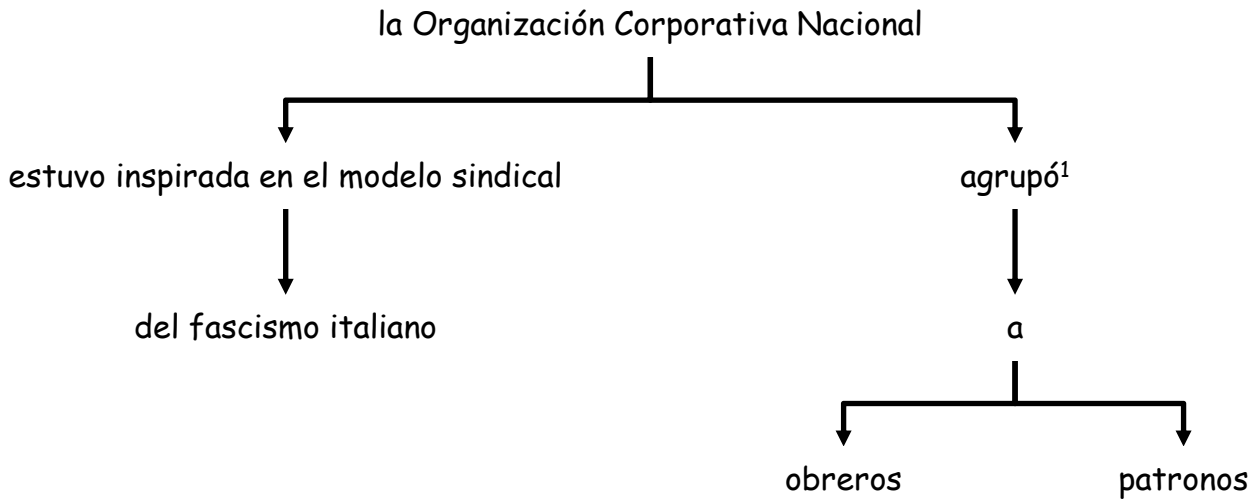 la Organización Corporativa Nacional
estuvo inspirada en el modelo sindical
agrupó¹
del fascismo italiano
a
obreros
patronos